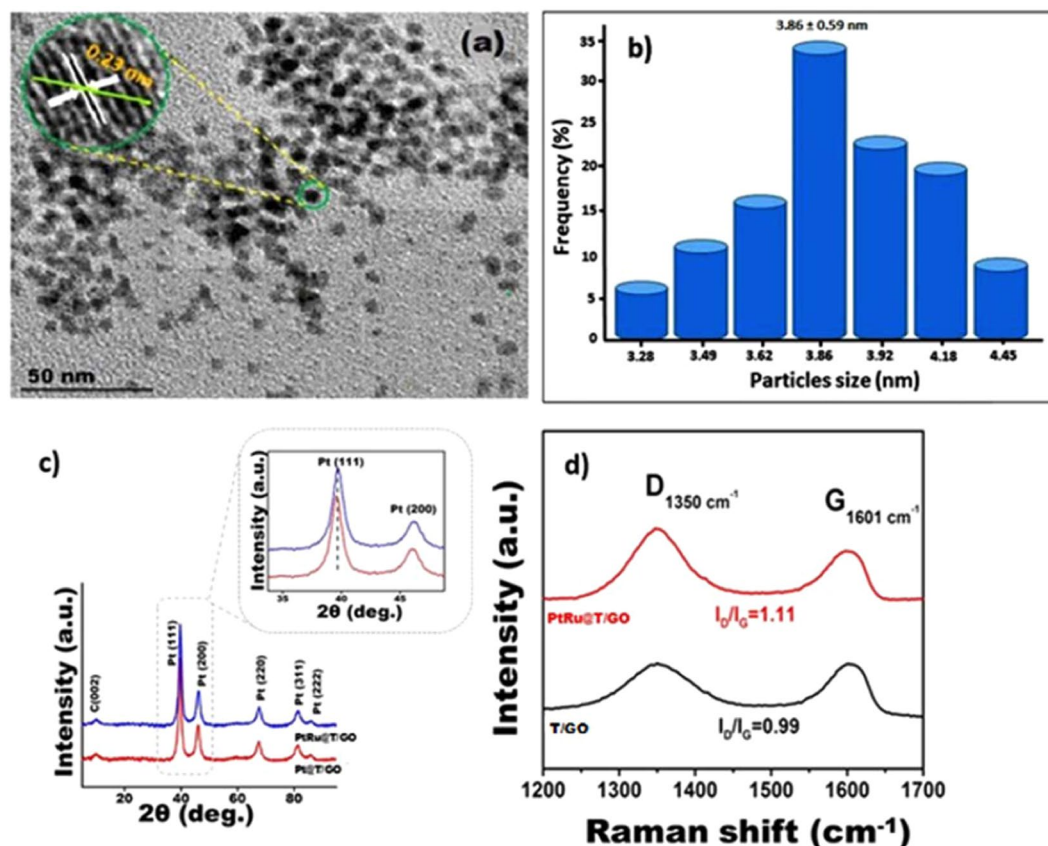 (a)
0.23 nm
50 nm
b)
3.86 ± 0.59 nm
Frequency (%)
35
30
25
20
15
10
5
0
3.28 3.49 3.62 3.86 3.92 4.18 4.45
Particles size (nm)
c)
Intensity (a.u.)
Pt (111)
Pt (200)
35 40 45
2θ (deg.)
Intensity (a.u.)
C(002)
Pt (111)
Pt (200)
Pt (220)
Pt (311)
Pt (222)
PtRu@T/GO
Pt@T/GO
20 40 60 80
2θ (deg.)
d)
Intensity (a.u.)
D1350 cm-1
G1601 cm-1
PtRu@T/GO
ID/IG=1.11
T/GO
ID/IG=0.99
1200 1300 1400 1500 1600 1700
Raman shift (cm-1)